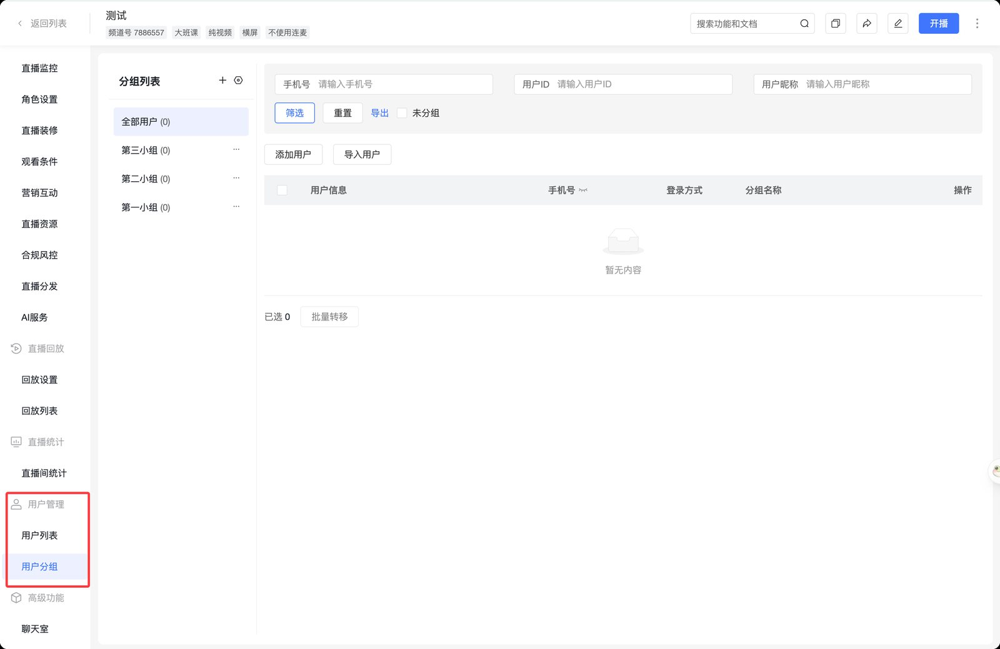 返回列表
测试
频道号 7886557 大班课 纯视频 横屏 不使用连麦
搜索功能和文档
开播
直播监控
角色设置
直播装修
观看条件
营销互动
直播资源
合规风控
直播分发
AI服务
直播回放
回放设置
回放列表
直播统计
直播间统计
用户管理
用户列表
用户分组
高级功能
聊天室
分组列表
全部用户 (0)
第三小组 (0)
第二小组 (0)
第一小组 (0)
手机号 请输入手机号 用户ID 请输入用户ID 用户昵称 请输入用户昵称
筛选 重置 导出 未分组
添加用户 导入用户
用户信息 手机号 登录方式 分组名称 操作
暂无内容
已选 0 批量转移